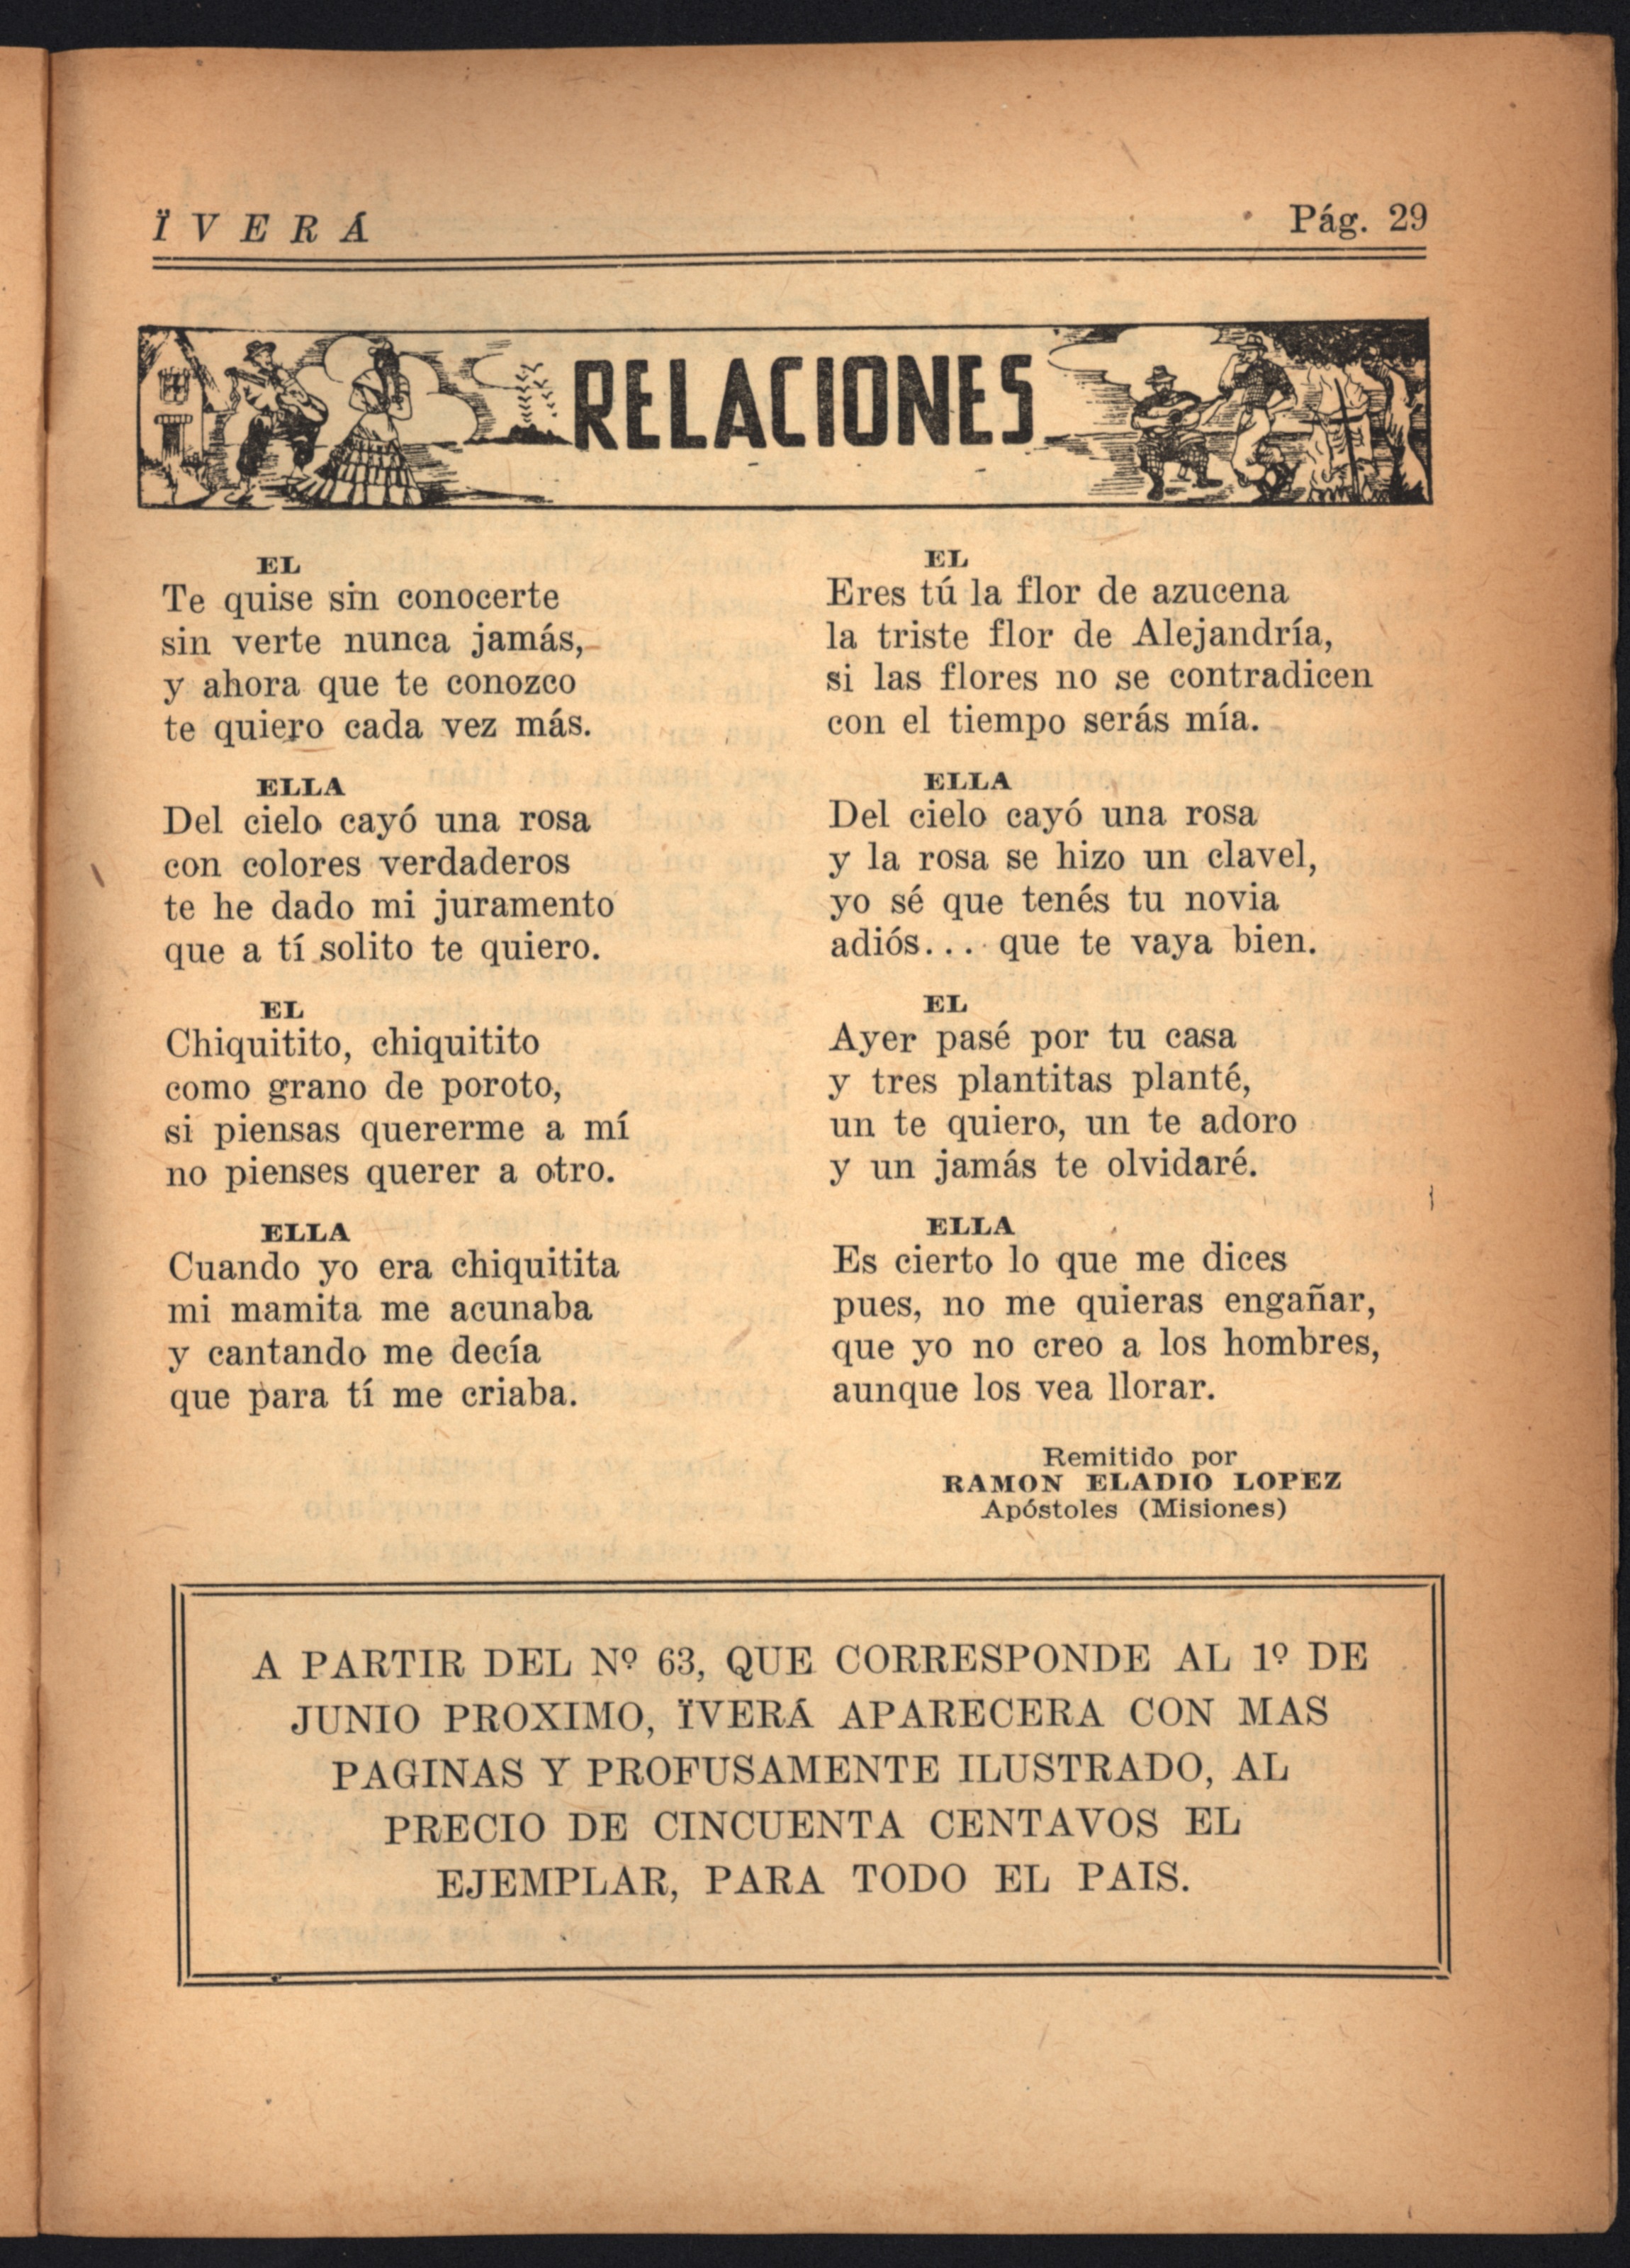 ÏVERÁ
Pág. 29
RELACIONES
EL
Te quise sin conocerte
sin verte nunca jamás,
y ahora que te conozco
te quiero cada vez más.
ELLA
Del cielo cayó una rosa
con colores verdaderos
te he dado mi juramento
que a tí solito te quiero.
EL
Chiquitito, chiquitito
como grano de poroto,
si piensas quererme a mí
no pienses querer a otro.
ELLA
Cuando yo era chiquitita
mi mamita me acunaba
y cantando me decía
que para tí me criaba.
EL
Eres tú la flor de azucena
la triste flor de Alejandría,
si las flores no se contradicen
con el tiempo serás mía.
ELLA
Del cielo cayó una rosa
y la rosa se hizo un clavel,
yo sé que tenés tu novia
adiós... que te vaya bien.
EL
Ayer pasé por tu casa
y tres plantitas planté,
un te quiero, un te adoro
y un jamás te olvidaré.
ELLA
Es cierto lo que me dices
pues, no me quieras engañar,
que yo no creo a los hombres,
aunque los vea llorar.
Remitido por
RAMON ELADIO LOPEZ
Apóstoles (Misiones)
A PARTIR DEL Nº 63, QUE CORRESPONDE AL 1º DE
JUNIO PROXIMO, ÏVERÁ APARECERA CON MAS
PAGINAS Y PROFUSAMENTE ILUSTRADO, AL
PRECIO DE CINCUENTA CENTAVOS EL
EJEMPLAR, PARA TODO EL PAIS.